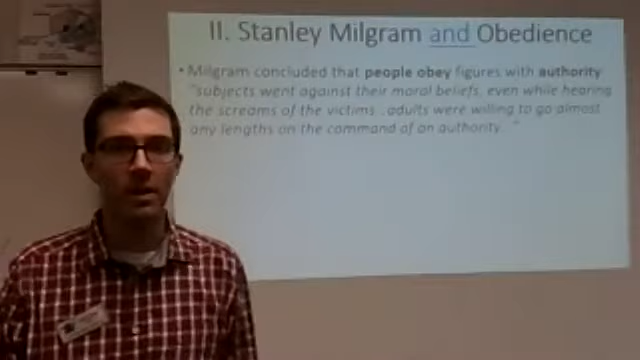 II. Stanley Milgram and Obedience
• Milgram concluded that people obey figures with authority
"subjects went against their moral beliefs, even while hearing
the screams of the victims...adults were willing to go almost
any lengths on the command of an authority..."